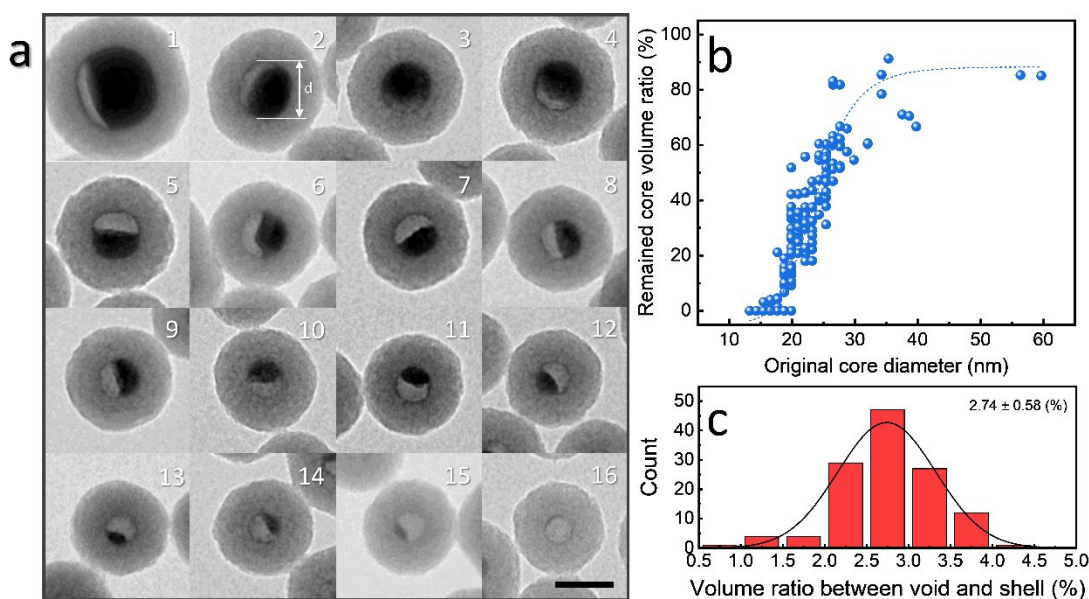 a
1
2
3
4
d
5
6
7
8
9
10
11
12
13
14
15
16
b
Remained core volume ratio (%)
100
80
60
40
20
0
10 20 30 40 50 60
Original core diameter (nm)
c
2.74 ± 0.58 (%)
Count
50
40
30
20
10
0
0.5 1.0 1.5 2.0 2.5 3.0 3.5 4.0 4.5 5.0
Volume ratio between void and shell (%)